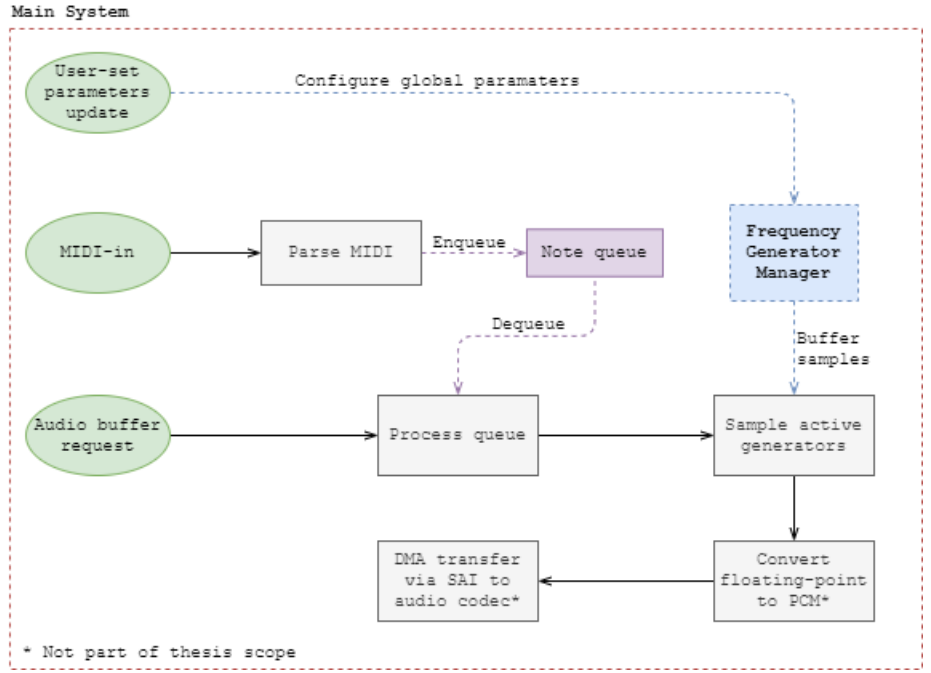 Main System
User-set
parameters
update
Configure global paramaters
MIDI-in
Parse MIDI
Enqueue
Note queue
Frequency
Generator
Manager
Dequeue
Buffer
samples
Audio buffer
request
Process queue
Sample active
generators
DMA transfer
via SAI to
audio codec*
Convert
floating-point
to PCM*
* Not part of thesis scope